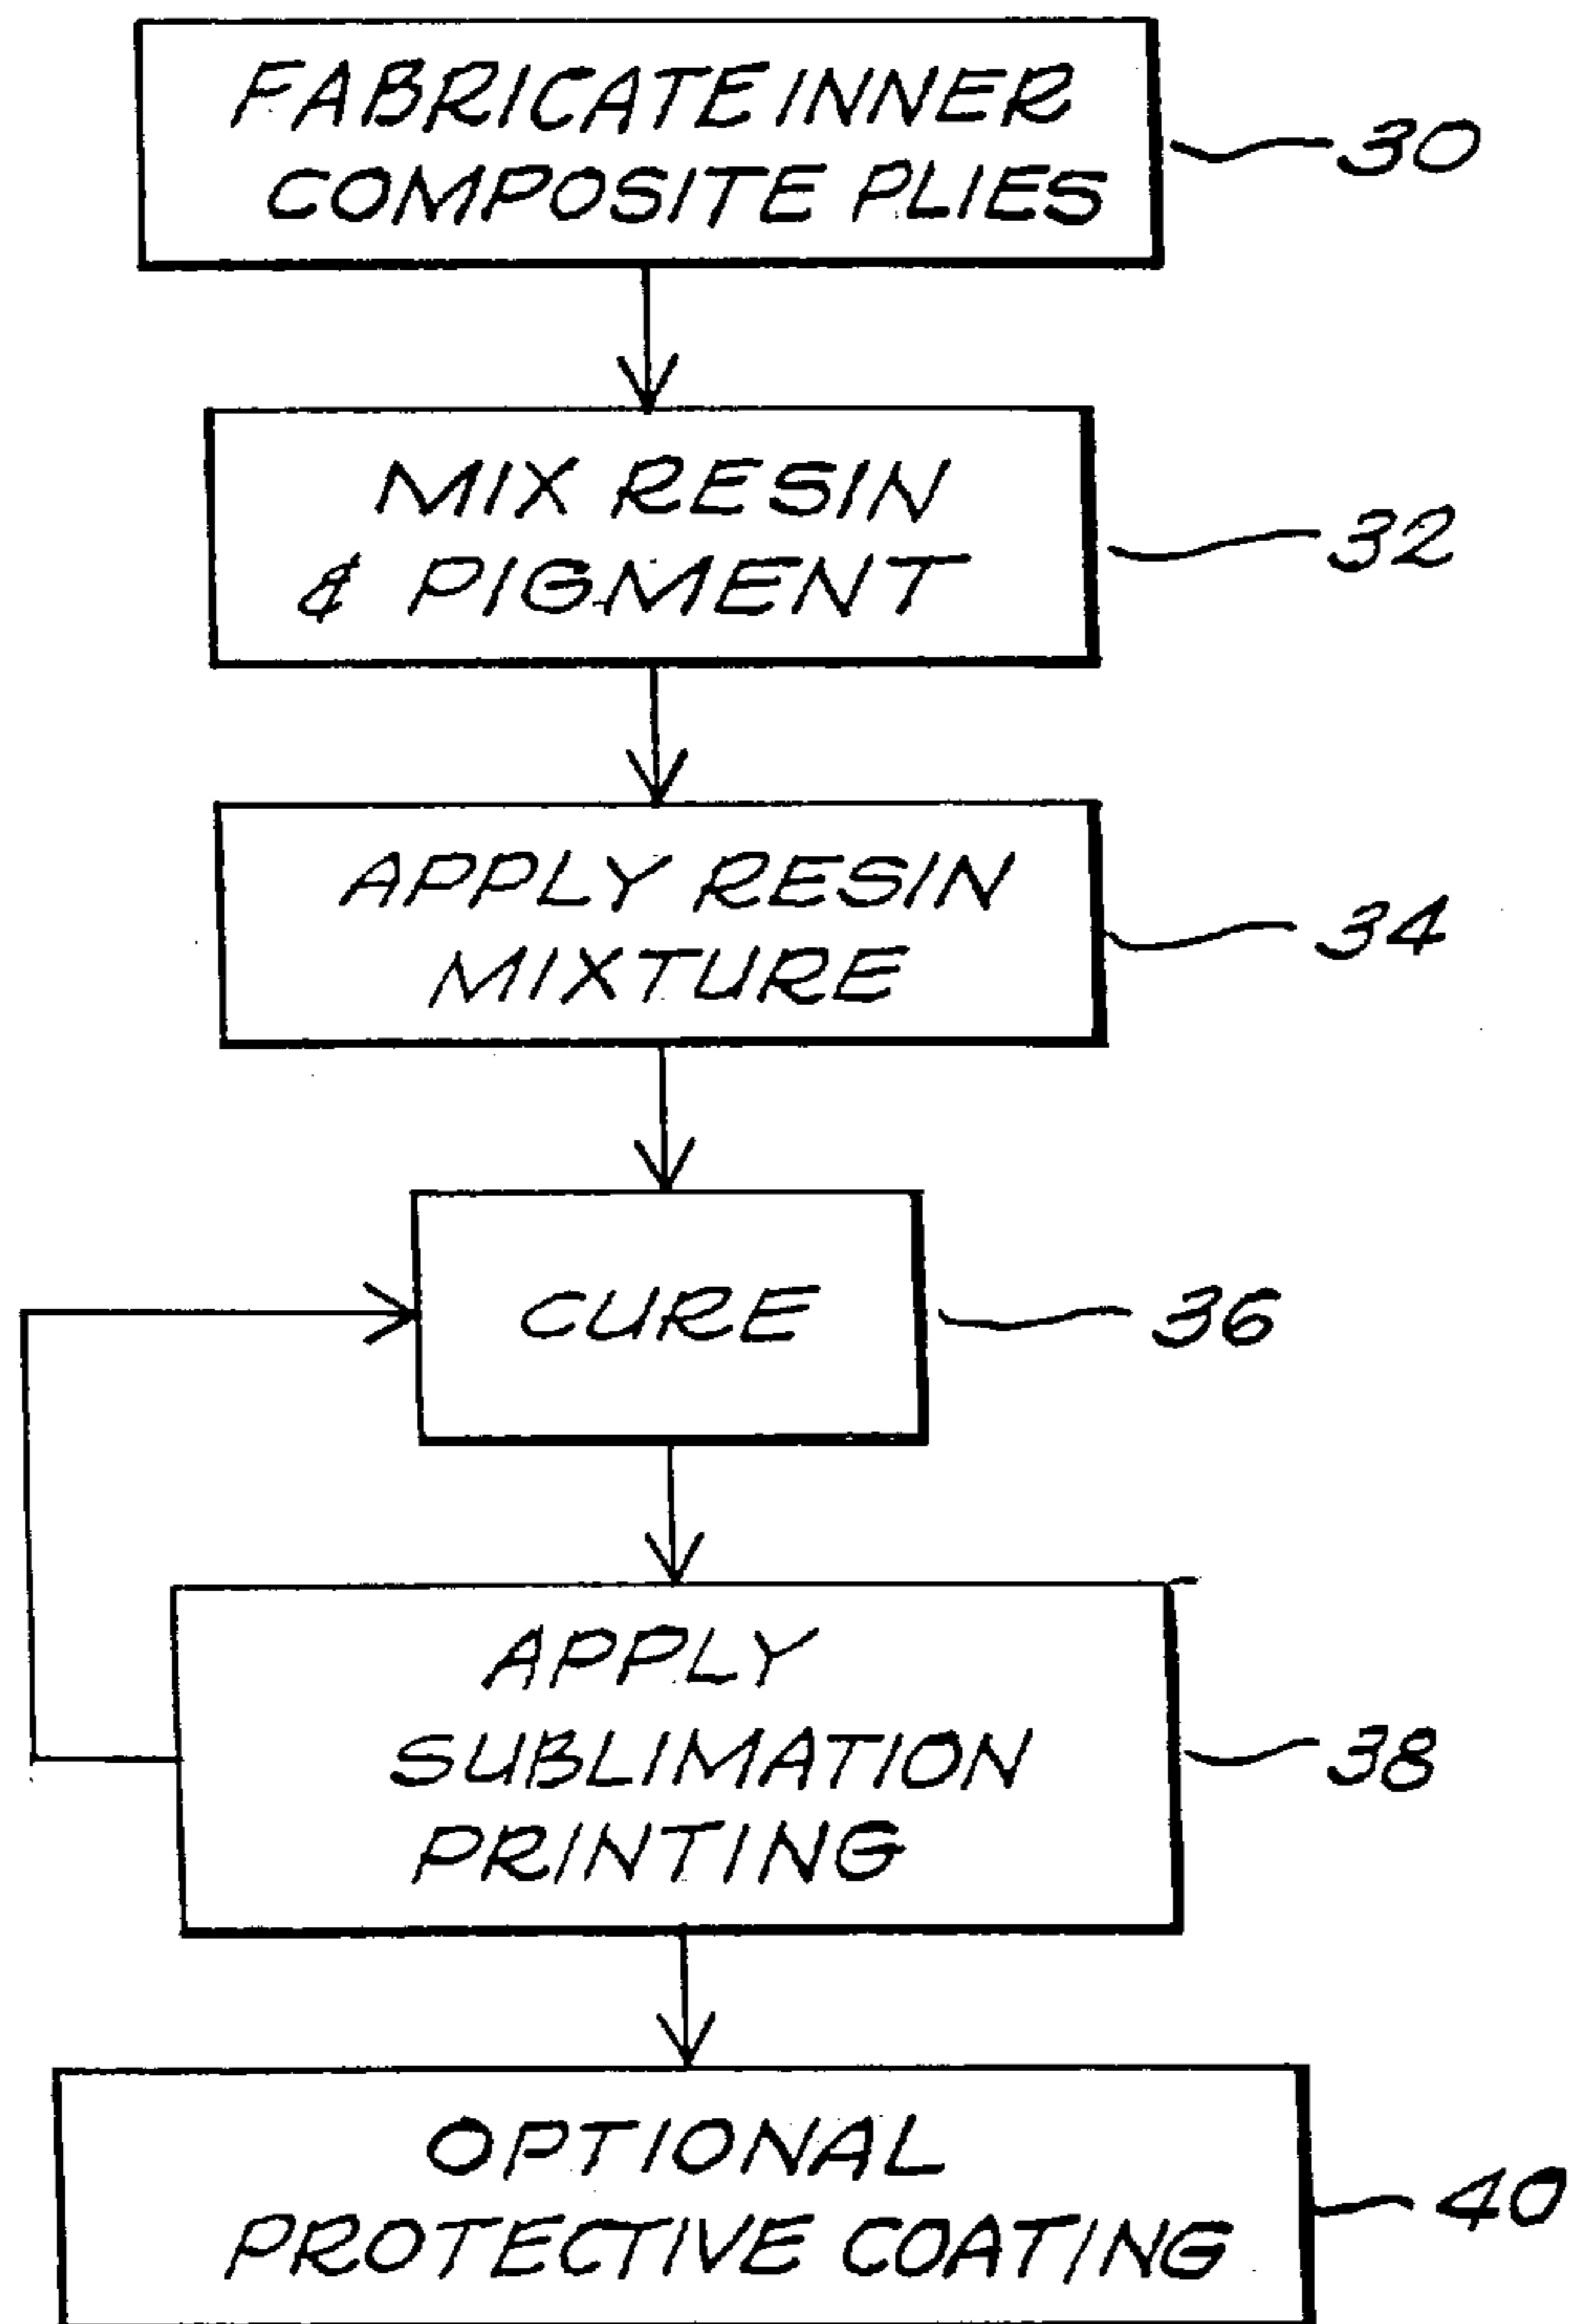 FABRICATE INNER
COMPOSITE PLIES
30
MIX RESIN
& PIGMENT
32
APPLY RESIN
MIXTURE
34
CURE
36
APPLY
SUBLIMATION
PRINTING
38
OPTIONAL
PROTECTIVE COATING
40